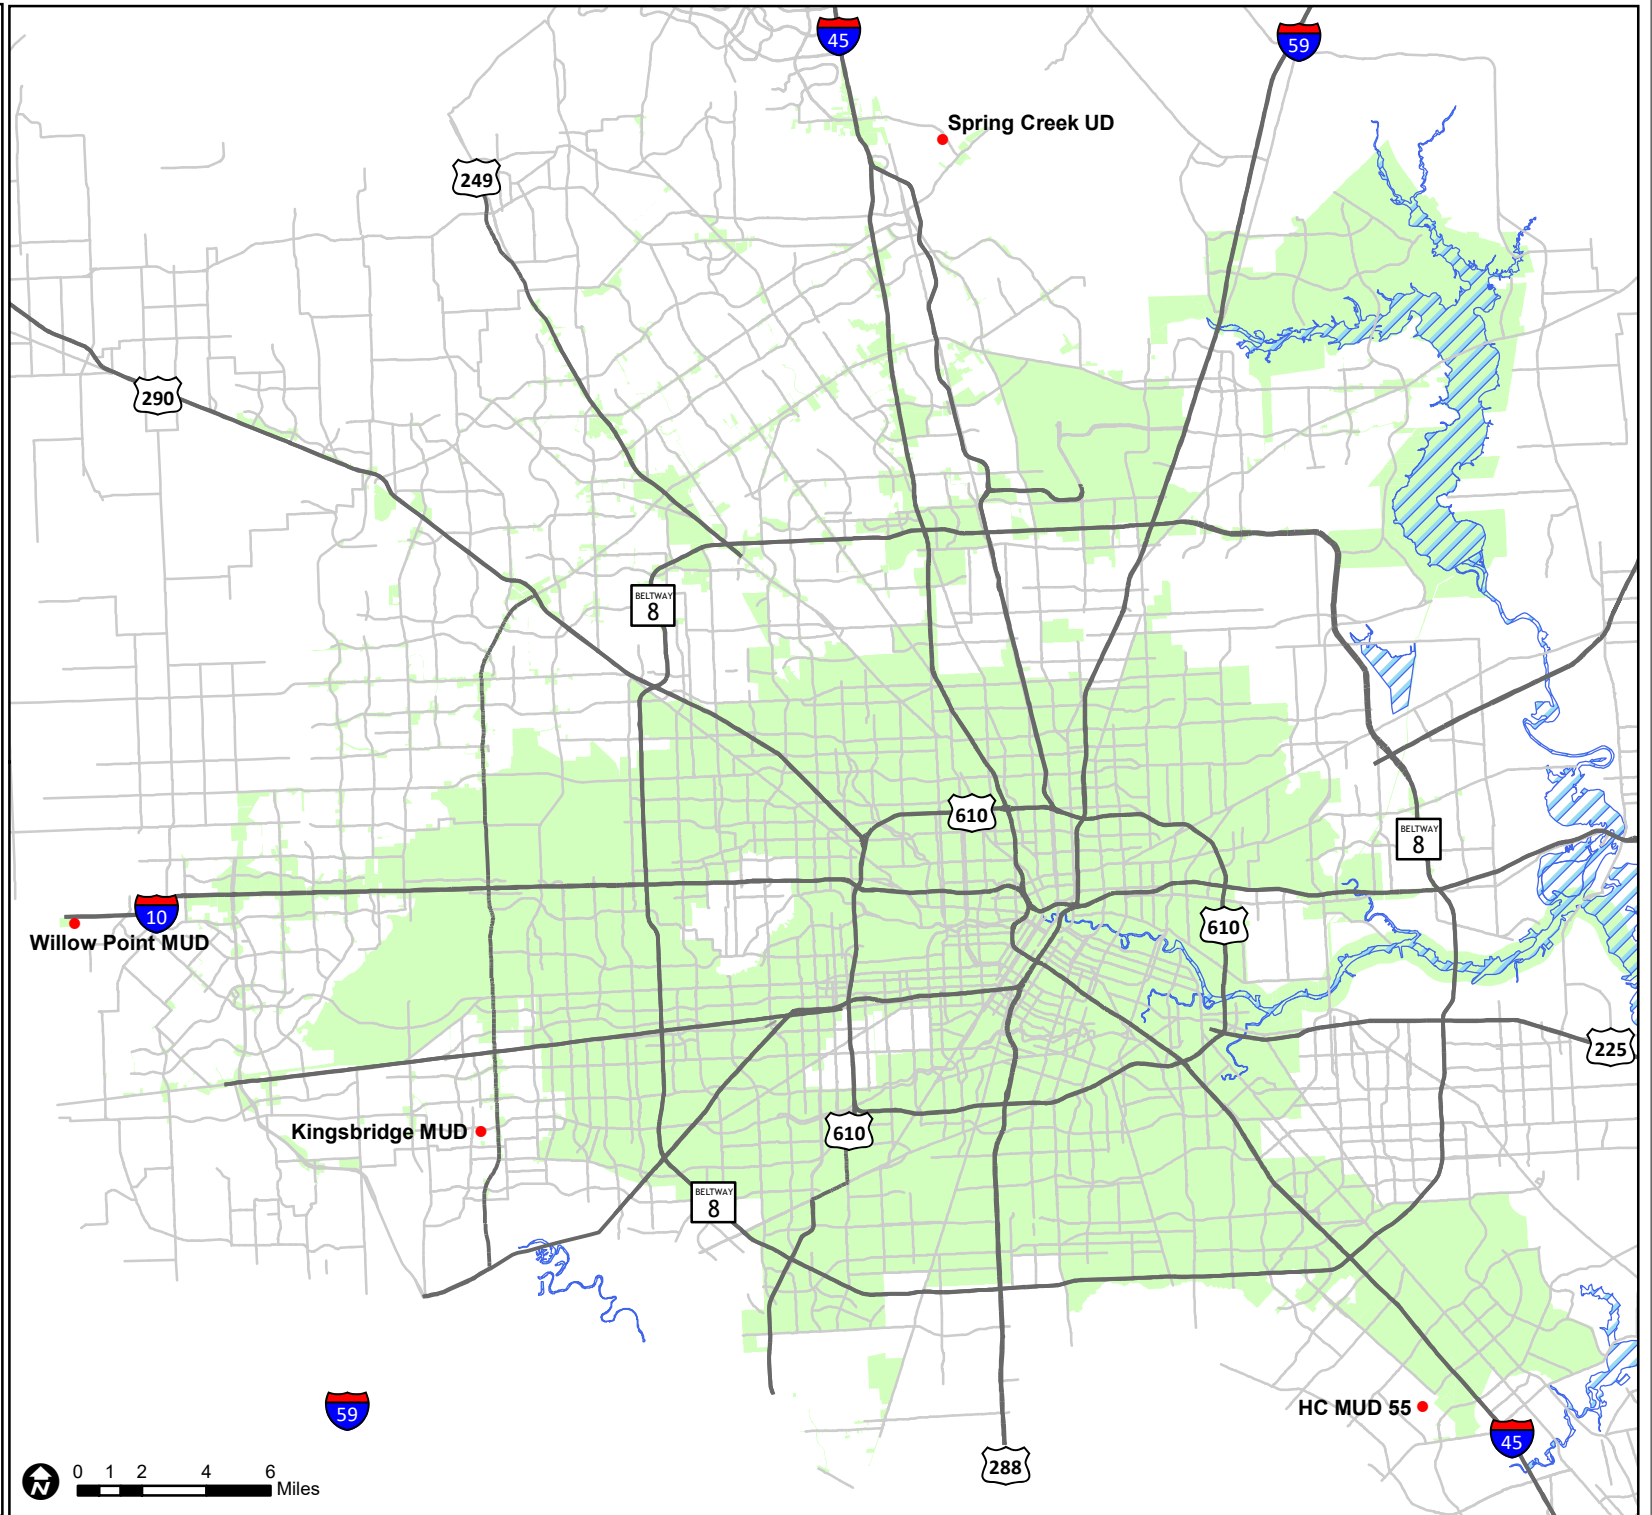 45
59
Spring Creek UD
249
290
BELTWAY
8
610
BELTWAY
8
10
Willow Point MUD
610
225
Kingsbridge MUD
610
BELTWAY
8
59
HC MUD 55
45
288
N
0 1 2 4 6
Miles